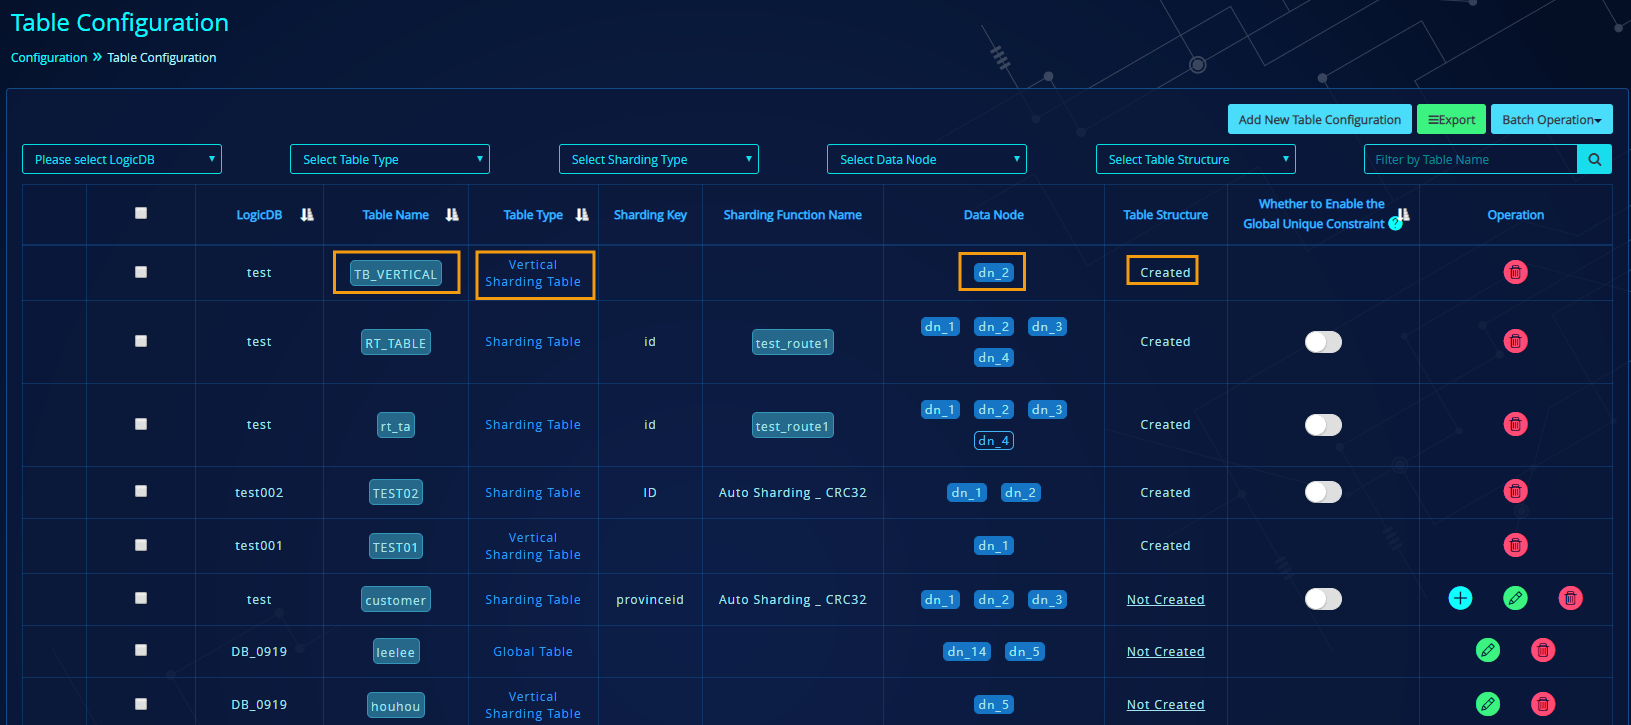 Table Configuration
Configuration » Table Configuration
Add New Table Configuration Export Batch Operation
Please select LogicDB Select Table Type Select Sharding Type Select Data Node Select Table Structure Filter by Table Name
LogicDB Table Name Table Type Sharding Key Sharding Function Name Data Node Table Structure Whether to Enable the Global Unique Constraint ? Operation
test TB_VERTICAL Vertical Sharding Table dn_2 Created
test RT_TABLE Sharding Table id test_route1 dn_1 dn_2 dn_3 dn_4 Created
test rt_ta Sharding Table id test_route1 dn_1 dn_2 dn_3 dn_4 Created
test002 TEST02 Sharding Table ID Auto Sharding _ CRC32 dn_1 dn_2 Created
test001 TEST01 Vertical Sharding Table dn_1 Created
test customer Sharding Table provinceid Auto Sharding _ CRC32 dn_1 dn_2 dn_3 Not Created
DB_0919 leelee Global Table dn_14 dn_5 Not Created
DB_0919 houhou Vertical Sharding Table dn_5 Not Created